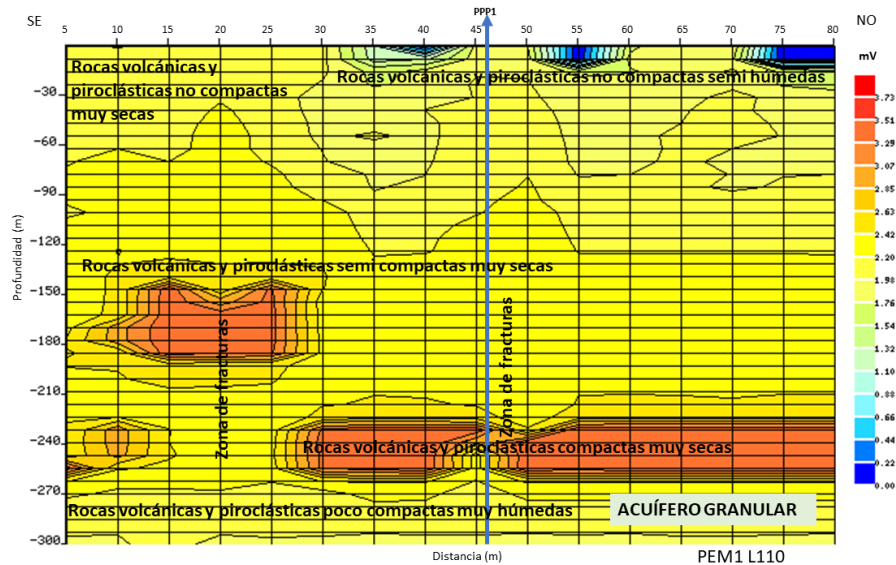 SE
PPP1
NO
5 10 15 20 25 30 35 40 45 50 55 60 65 70 75 80
mV
Rocas volcánicas y
piroclásticas no compactas
muy secas
Rocas volcánicas y piroclásticas no compactas semi húmedas
-30
-60
-90
-120
-150
-180
-210
-240
-270
-300
Profundidad (m)
Rocas volcánicas y piroclásticas semi compactas muy secas
Zona de fracturas
Zona de fracturas
Rocas volcánicas y piroclásticas compactas muy secas
Rocas volcánicas y piroclásticas poco compactas muy húmedas
ACUÍFERO GRANULAR
3.73
3.51
3.29
3.07
2.85
2.63
2.42
2.20
1.98
1.76
1.54
1.32
1.10
0.88
0.66
0.44
0.22
0.00
Distancia (m)
PEM1 L110